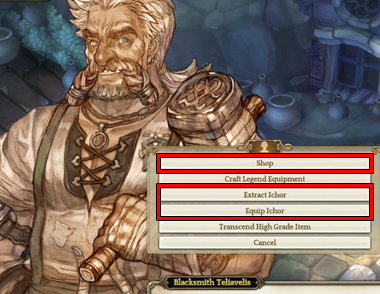 Shop
Craft Legend Equipment
Extract Ichor
Equip Ichor
Transcend High Grade Item
Cancel
Blacksmith Teliavelis